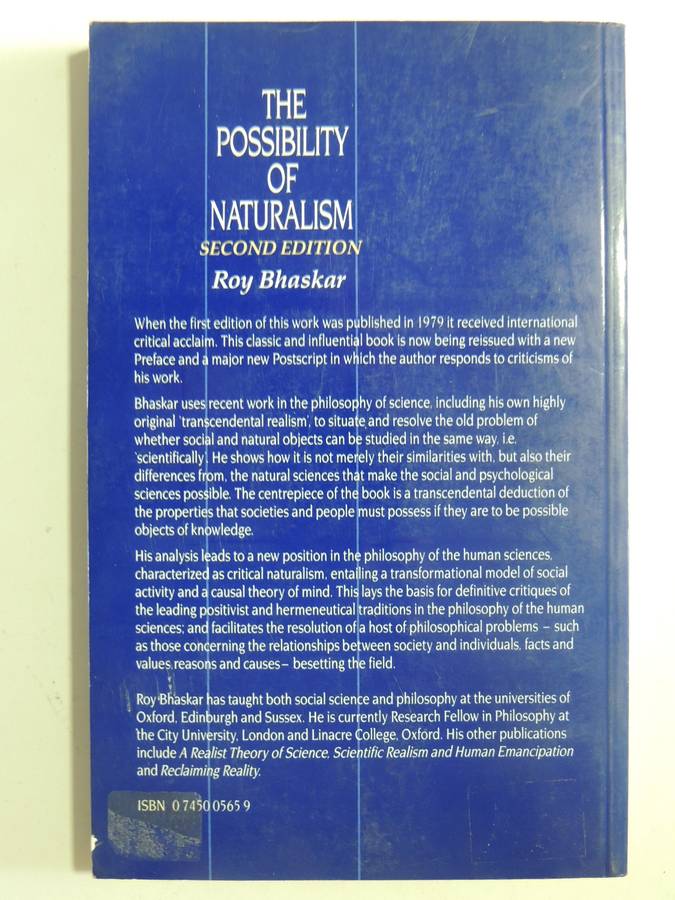 THE
POSSIBILITY
OF
NATURALISM
SECOND EDITION
Roy Bhaskar
When the first edition of this work was published in 1979 it received international
critical acclaim. This classic and influential book is now being reissued with a new
Preface and a major new Postscript in which the author responds to criticisms of
his work.
Bhaskar uses recent work in the philosophy of science, including his own highly
original 'transcendental realism', to situate and resolve the old problem of
whether social and natural objects can be studied in the same way, i.e.
'scientifically'. He shows how it is not merely their similarities with, but also their
differences from, the natural sciences that make the social and psychological
sciences possible. The centrepiece of the book is a transcendental deduction of
the properties that societies and people must possess if they are to be possible
objects of knowledge.
His analysis leads to a new position in the philosophy of the human sciences,
characterized as critical naturalism, entailing a transformational model of social
activity and a causal theory of mind. This lays the basis for definitive critiques of
the leading positivist and hermeneutical traditions in the philosophy of the human
sciences; and facilitates the resolution of a host of philosophical problems – such
as those concerning the relationships between society and individuals, facts and
values, reasons and causes– besetting the field.
Roy Bhaskar has taught both social science and philosophy at the universities of
Oxford, Edinburgh and Sussex. He is currently Research Fellow in Philosophy at
the City University, London and Linacre College, Oxford. His other publications
include A Realist Theory of Science, Scientific Realism and Human Emancipation
and Reclaiming Reality.
ISBN 0 7450 0565 9